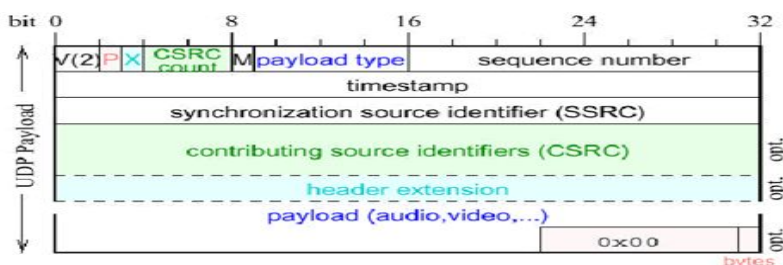 bit 0 8 16 24 32
V(2) P X CSRC count M payload type sequence number
timestamp
synchronization source identifier (SSRC)
contributing source identifiers (CSRC) opt.
header extension
payload (audio,video,...)
0x00 opt.
bytes
UDP Payload